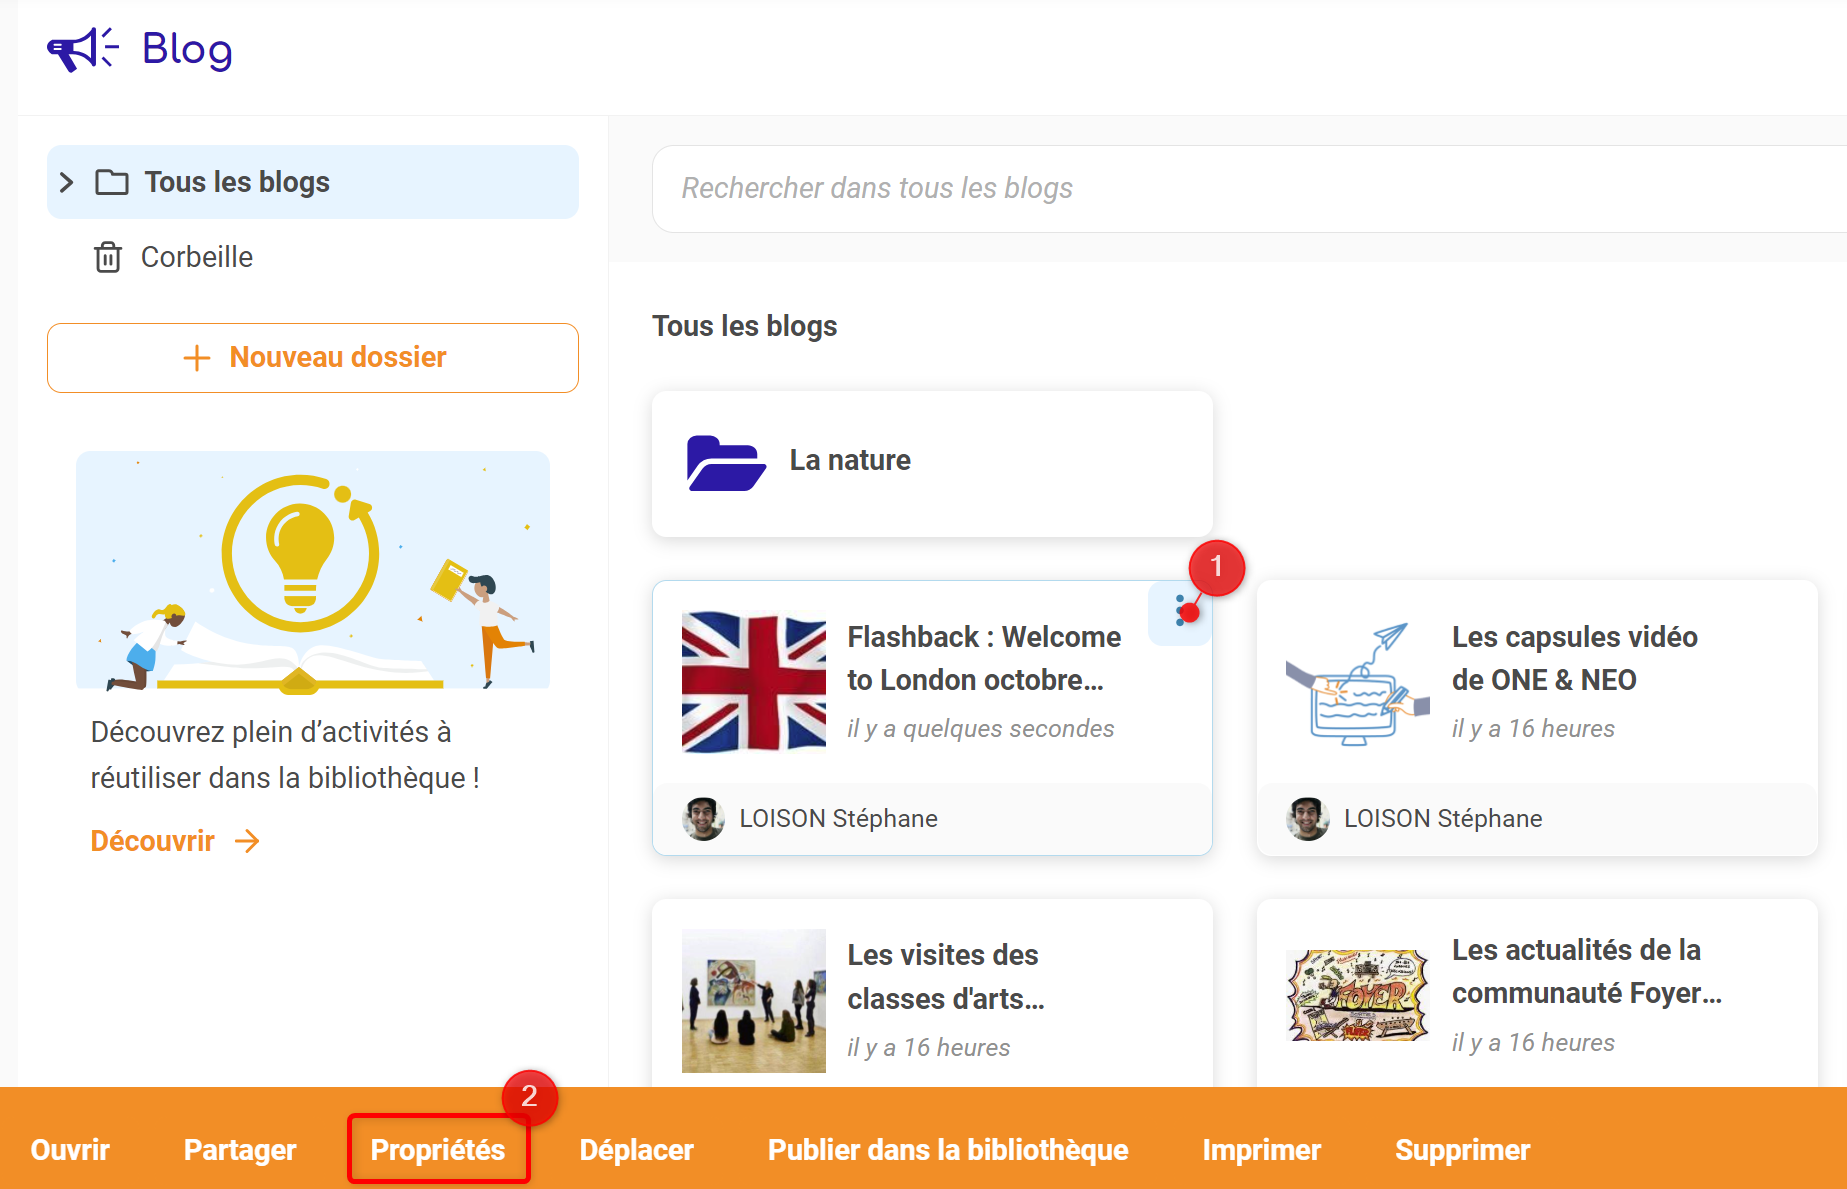 Blog
Tous les blogs
Corbeille
Nouveau dossier
Découvrez plein d’activités à
réutiliser dans la bibliothèque !
Découvrir
Rechercher dans tous les blogs
Tous les blogs
La nature
1
Flashback : Welcome
to London octobre...
il y a quelques secondes
LOISON Stéphane
Les capsules vidéo
de ONE & NEO
il y a 16 heures
LOISON Stéphane
Les visites des
classes d'arts...
il y a 16 heures
FOYER
Les actualités de la
communauté Foyer...
il y a 16 heures
2
Ouvrir Partager Propriétés Déplacer Publier dans la bibliothèque Imprimer Supprimer